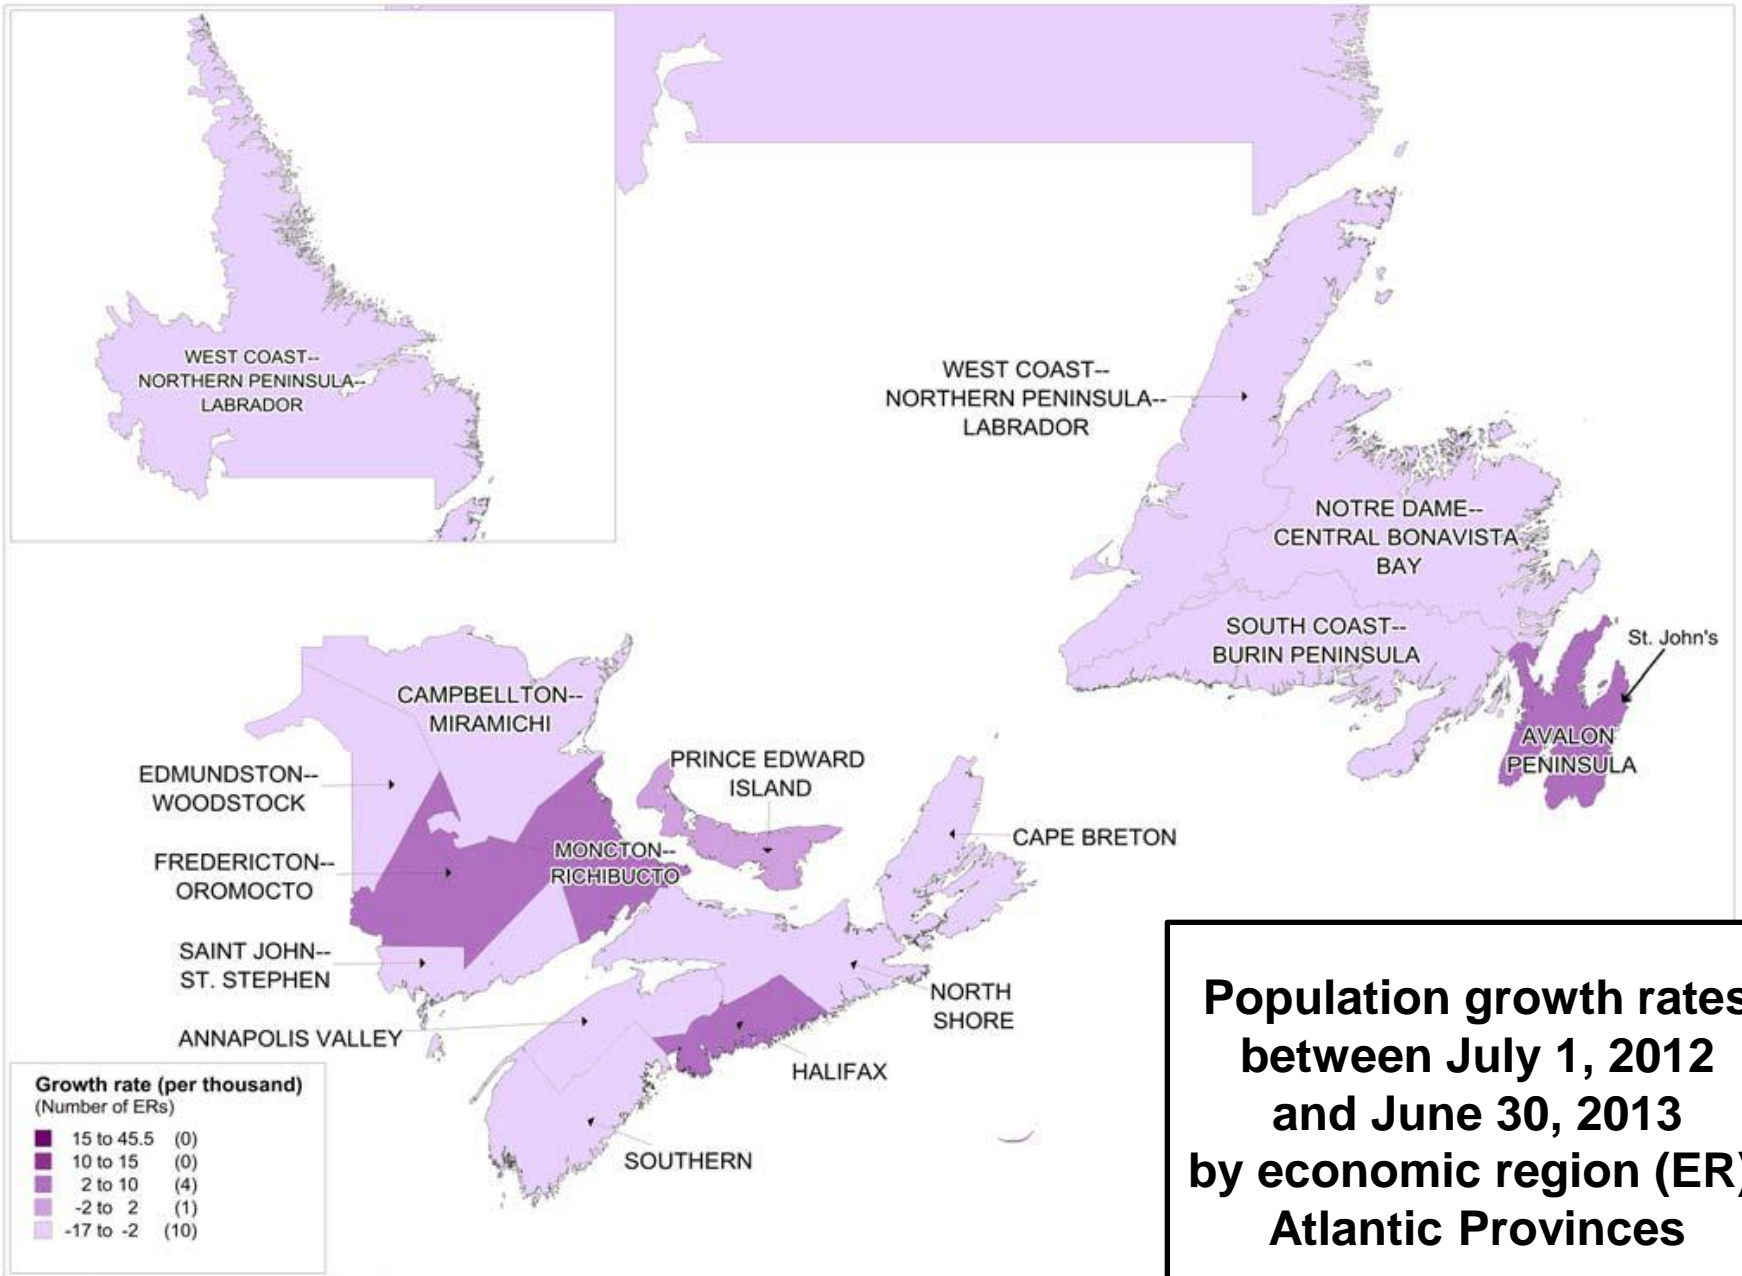 WEST COAST--
NORTHERN PENINSULA--
LABRADOR
WEST COAST--
NORTHERN PENINSULA--
LABRADOR
NOTRE DAME--
CENTRAL BONAVISTA
BAY
SOUTH COAST--
BURIN PENINSULA
St. John's
AVALON
PENINSULA
CAMPBELLTON--
MIRAMICHI
EDMUNDSTON--
WOODSTOCK
PRINCE EDWARD
ISLAND
CAPE BRETON
FREDERICTON--
OROMOCTO
MONCTON--
RICHIBUCTO
SAINT JOHN--
ST. STEPHEN
NORTH
SHORE
ANNAPOLIS VALLEY
HALIFAX
SOUTHERN
Growth rate (per thousand)
(Number of ERs)
15 to 45.5 (0)
10 to 15 (0)
2 to 10 (4)
-2 to 2 (1)
-17 to -2 (10)
Population growth rates
between July 1, 2012
and June 30, 2013
by economic region (ER)
Atlantic Provinces